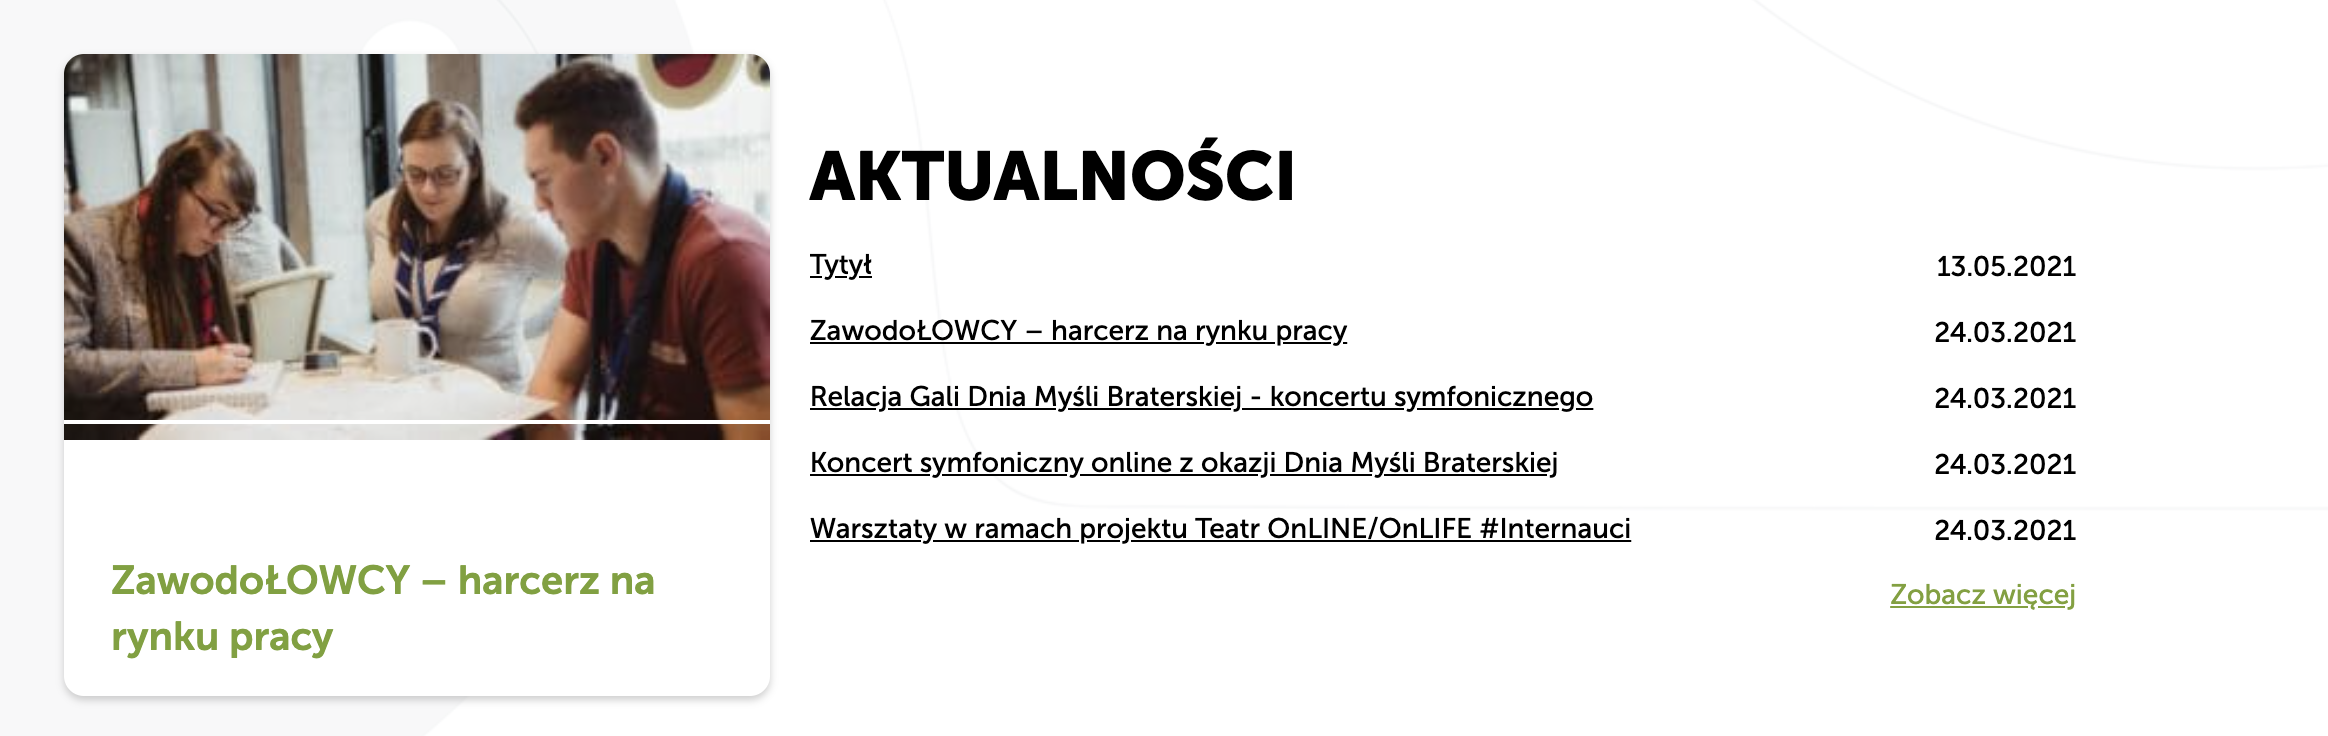 AKTUALNOŚCI
Tytył 13.05.2021
ZawodoŁOWCY – harcerz na rynku pracy 24.03.2021
Relacja Gali Dnia Myśli Braterskiej - koncertu symfonicznego 24.03.2021
Koncert symfoniczny online z okazji Dnia Myśli Braterskiej 24.03.2021
Warsztaty w ramach projektu Teatr OnLINE/OnLIFE #Internauci 24.03.2021
Zobacz więcej
ZawodoŁOWCY – harcerz na
rynku pracy